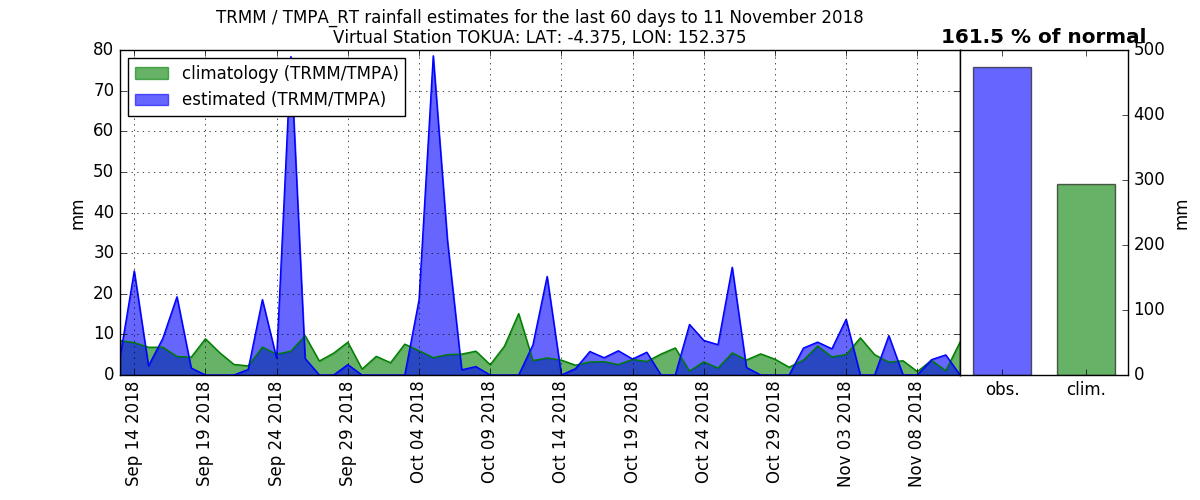 TRMM / TMPA_RT rainfall estimates for the last 60 days to 11 November 2018
Virtual Station TOKUA: LAT: -4.375, LON: 152.375
161.5 % of normal
climatology (TRMM/TMPA)
estimated (TRMM/TMPA)
80
70
60
50
40
30
20
10
0
mm
Sep 14 2018
Sep 19 2018
Sep 24 2018
Sep 29 2018
Oct 04 2018
Oct 09 2018
Oct 14 2018
Oct 19 2018
Oct 24 2018
Oct 29 2018
Nov 03 2018
Nov 08 2018
obs.
clim.
500
400
300
200
100
0
mm